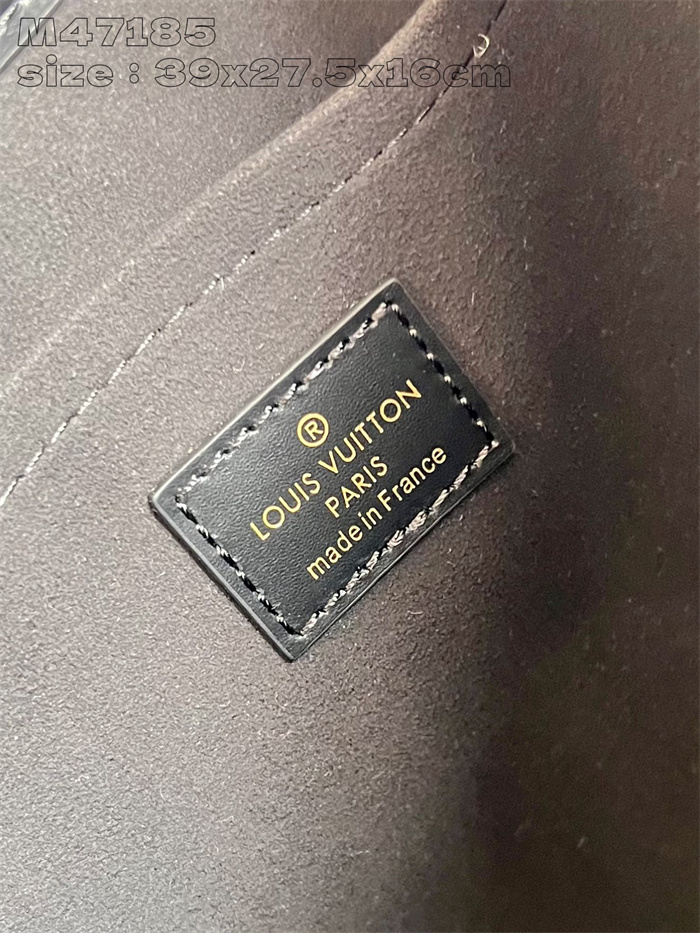 M47185
size : 39x27.5x16cm
®
LOUIS VUITTON
PARIS
made in France